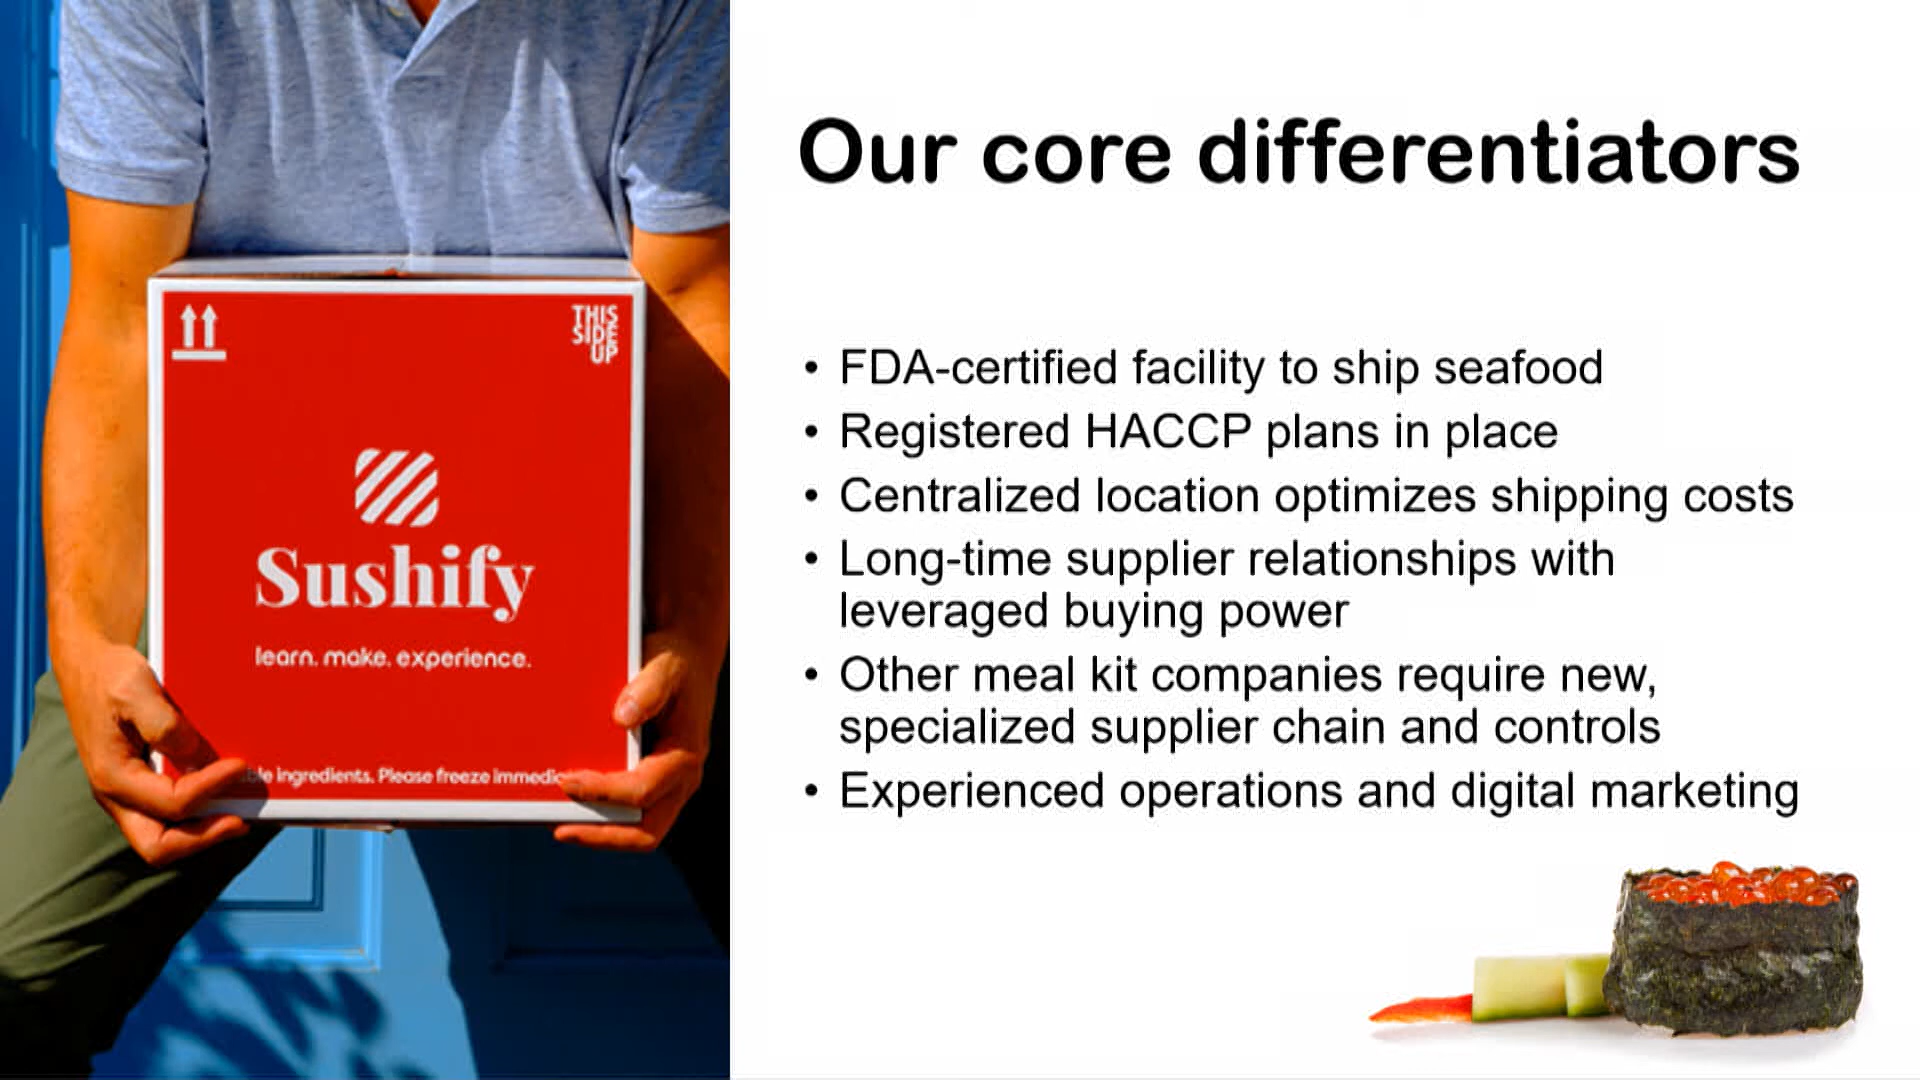 Our core differentiators
• FDA-certified facility to ship seafood
• Registered HACCP plans in place
• Centralized location optimizes shipping costs
• Long-time supplier relationships with
leveraged buying power
• Other meal kit companies require new,
specialized supplier chain and controls
• Experienced operations and digital marketing
THIS
SIDE
UP
Sushify
learn. make. experience.
ingredients. Please freeze